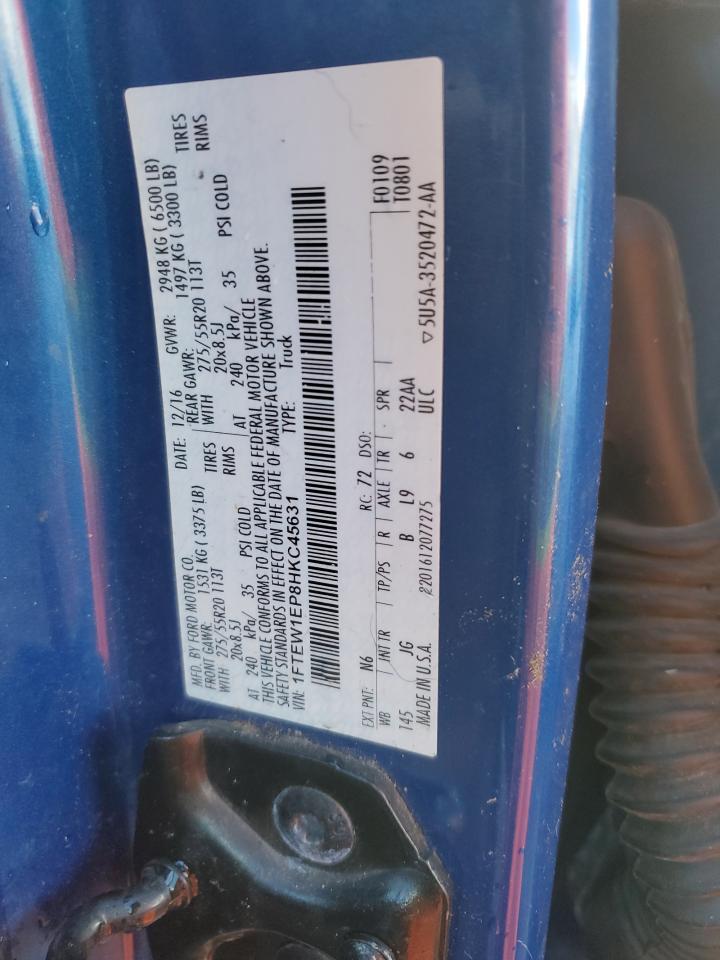 MFD. BY FORD MOTOR CO. DATE: 12/16 GVWR: 2948 KG ( 6500 LB)
FRONT GAWR: 1531 KG ( 3375 LB) REAR GAWR: 1497 KG ( 3300 LB)
WITH 275/55R20 113T TIRES WITH 275/55R20 113T TIRES
20x8.5J RIMS 20x8.5J RIMS
AT 240 kPa/ 35 PSI COLD AT 240 kPa/ 35 PSI COLD
THIS VEHICLE CONFORMS TO ALL APPLICABLE FEDERAL MOTOR VEHICLE
SAFETY STANDARDS IN EFFECT ON THE DATE OF MANUFACTURE SHOWN ABOVE.
VIN: 1FTEW1EP8HKC45631 TYPE: Truck
EXT PNT: N6 RC: 72 DSO: F0109
WB INT TR TP/PS R AXLE TR SPR T0801
145 JG B L9 6 22AA
MADE IN U.S.A. R201612077275 ULC ▽ 5U5A-3520472-AA